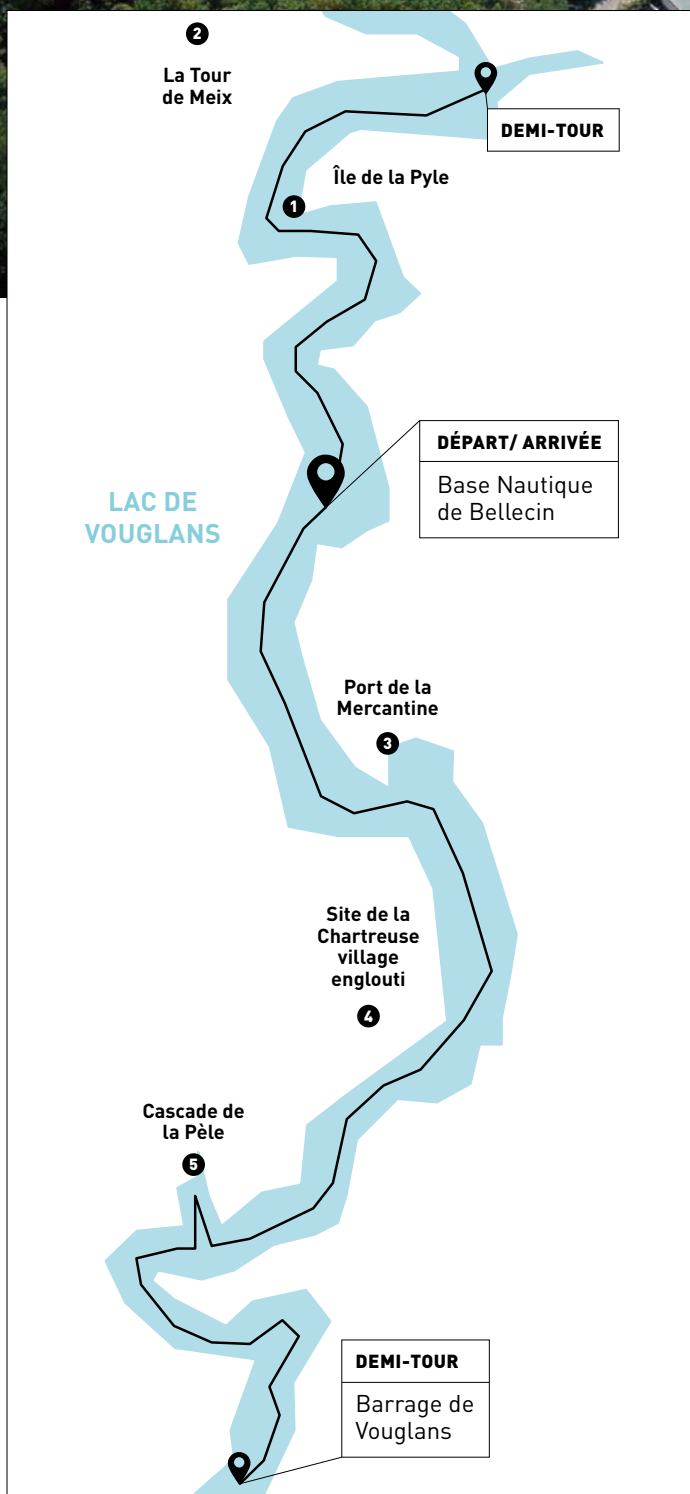 2
La Tour
de Meix
DEMI-TOUR
Île de la Pyle
1
DÉPART/ ARRIVÉE
Base Nautique
de Bellecin
LAC DE
VOUGLANS
Port de la
Mercantine
3
Site de la
Chartreuse
village
englouti
4
Cascade de
la Pèle
5
DEMI-TOUR
Barrage de
Vouglans